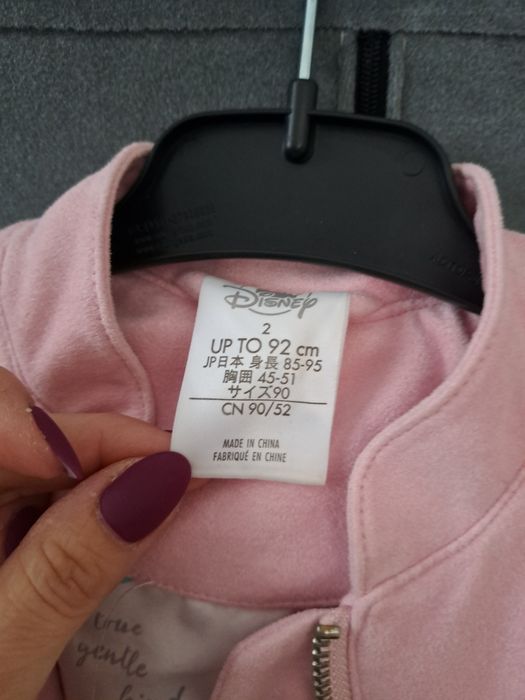 Disney
2
UP TO 92 cm
JP日本 身長 85-95
胸囲 45-51
サイズ90
CN 90/52
MADE IN CHINA
FABRIQUÉ EN CHINE
true
gentle